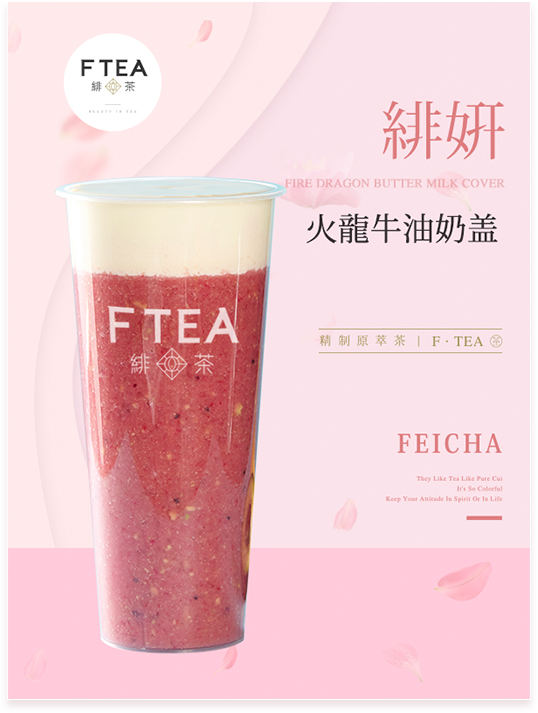 F TEA
緋 茶
BEAUTY IN TEA
緋妍
FIRE DRAGON BUTTER MILK COVER
火龍牛油奶盖
F TEA
緋 茶
精制原萃茶 | F · TEA 茶
FEICHA
They Like Tea Like Pure Cui
It's So Colorful
Keep Your Attitude In Spirit Or In Life